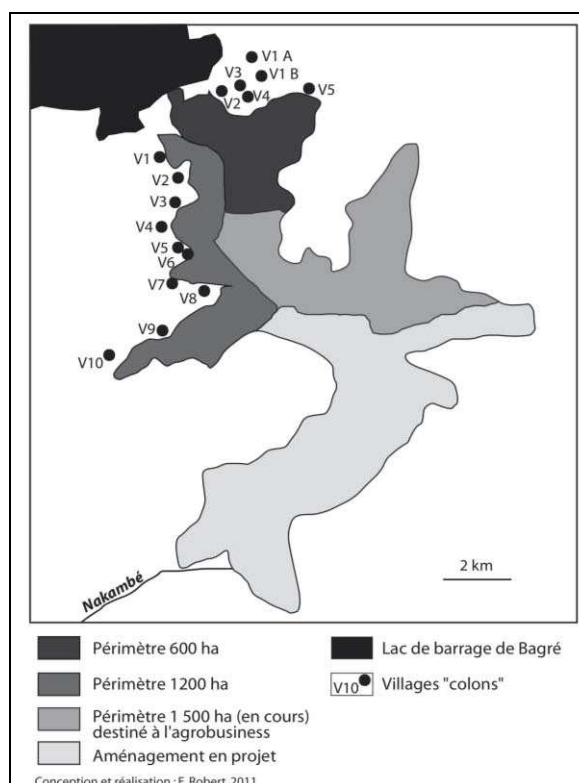 V1 A
V3
V1 B
V5
V2
V4
V1
V2
V3
V4
V5
V6
V7
V8
V9
V10
2 km
Nakambé
Périmètre 600 ha
Périmètre 1200 ha
Périmètre 1 500 ha (en cours)
destiné à l'agrobusiness
Aménagement en projet
Lac de barrage de Bagré
V10 Villages "colons"
Conception et réalisation : E. Robert, 2011